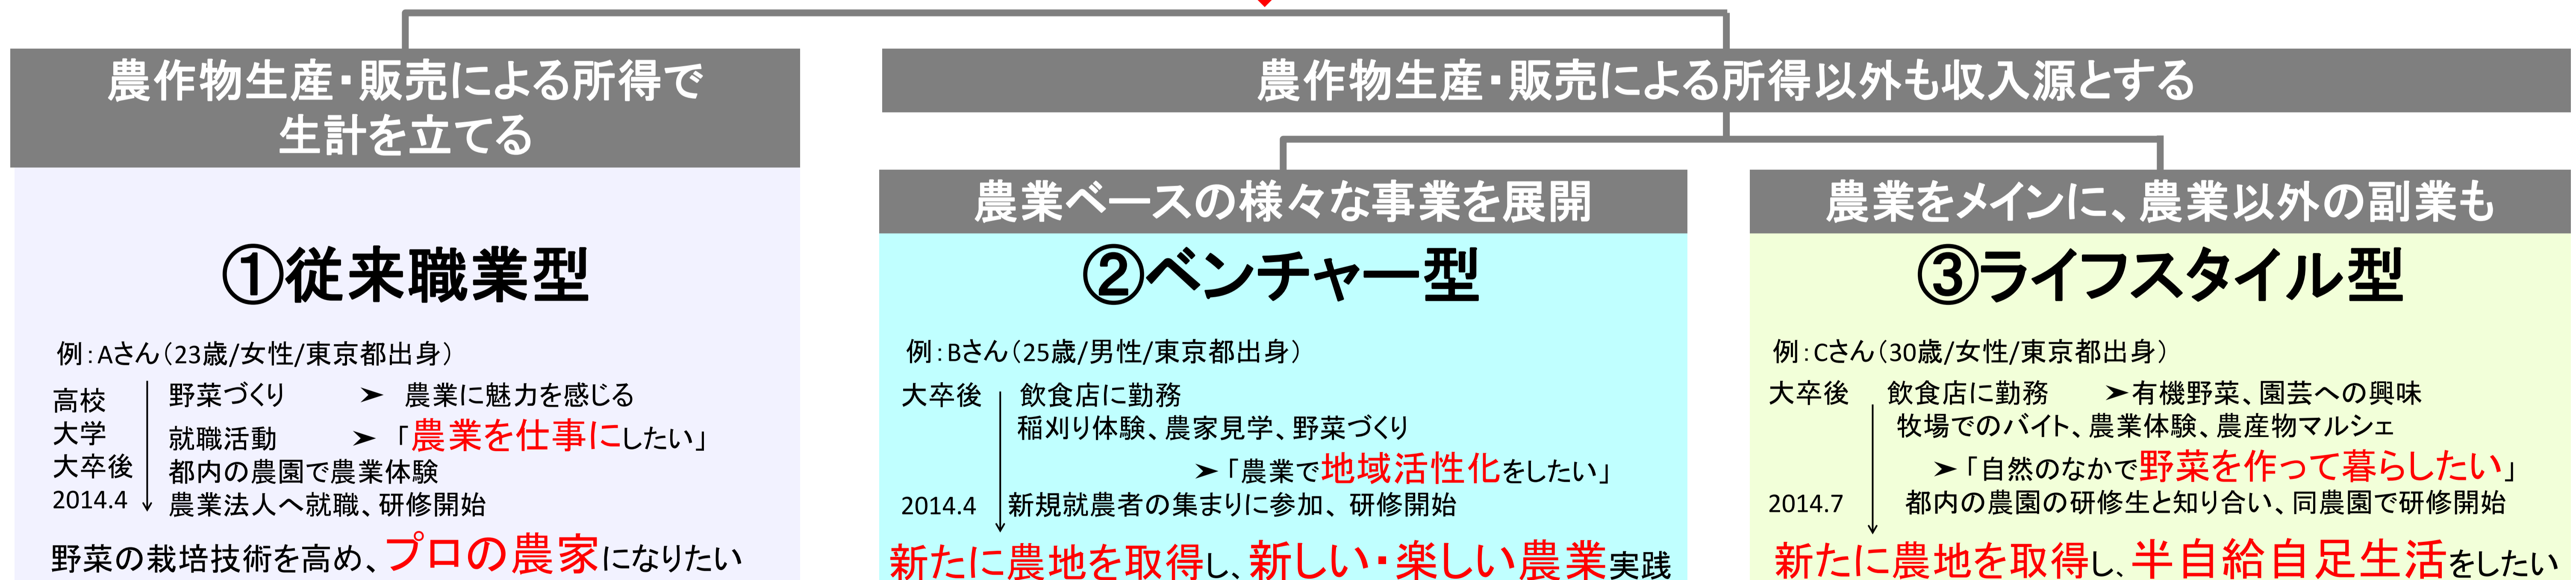 農作物生産・販売による所得で
生計を立てる
農作物生産・販売による所得以外も収入源とする
農業ベースの様々な事業を展開
農業をメインに、農業以外の副業も
①従来職業型
例：Aさん（23歳/女性/東京都出身）
高校 野菜づくり ➤ 農業に魅力を感じる
大学 就職活動 ➤ 「農業を仕事にしたい」
大卒後 都内の農園で農業体験
2014.4 農業法人へ就職、研修開始
野菜の栽培技術を高め、プロの農家になりたい
②ベンチャー型
例：Bさん（25歳/男性/東京都出身）
大卒後 飲食店に勤務
稲刈り体験、農家見学、野菜づくり
➤「農業で地域活性化をしたい」
2014.4 新規就農者の集まりに参加、研修開始
新たに農地を取得し、新しい・楽しい農業実践
③ライフスタイル型
例：Cさん（30歳/女性/東京都出身）
大卒後 飲食店に勤務 ➤有機野菜、園芸への興味
牧場でのバイト、農業体験、農産物マルシェ
➤「自然のなかで野菜を作って暮らしたい」
2014.7 都内の農園の研修生と知り合い、同農園で研修開始
新たに農地を取得し、半自給自足生活をしたい